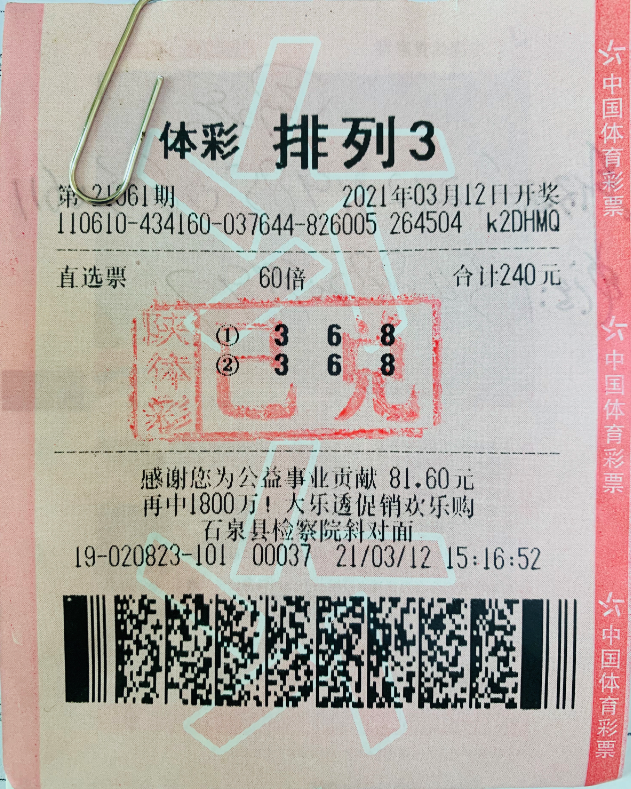 体彩 排列3
第21061期 2021年03月12日开奖
110610-434160-037644-826005 264504 k2DHMQ
直选票 60倍 合计240元
陕体彩 已兑
① 3 6 8
② 3 6 8
感谢您为公益事业贡献 81.60元
再中1800万！大乐透促销欢乐购
石泉县检察院斜对面
19-020823-101 00037 21/03/12 15:16:52
中国体育彩票
中国体育彩票
中国体育彩票